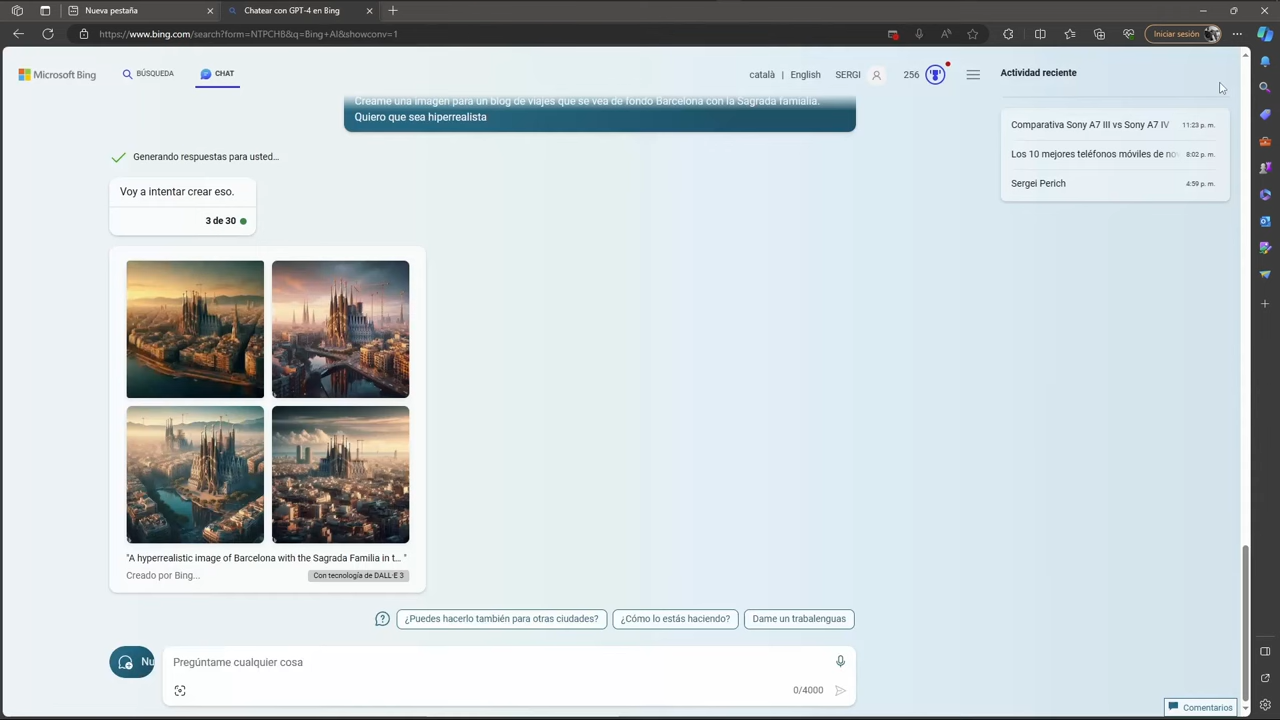 Nueva pestaña
Chatear con GPT-4 en Bing
https://www.bing.com/search?form=NTPCHB&q=Bing+AI&showconv=1
Iniciar sesión
Microsoft Bing
BÚSQUEDA
CHAT
català | English SERGI 256
Actividad reciente
Comparativa Sony A7 III vs Sony A7 IV 11:23 p. m.
Los 10 mejores teléfonos móviles de no 8:02 p. m.
Sergei Perich 4:59 p. m.
Créame una imagen para un blog de viajes que se vea de fondo Barcelona con la Sagrada famialia.
Quiero que sea hiperrealista
Generando respuestas para usted...
Voy a intentar crear eso.
3 de 30
"A hyperrealistic image of Barcelona with the Sagrada Familia in t... "
Creado por Bing...
Con tecnología de DALL·E 3
¿Puedes hacerlo también para otras ciudades?
¿Cómo lo estás haciendo?
Dame un trabalenguas
Nu
Pregúntame cualquier cosa
0/4000
Comentarios